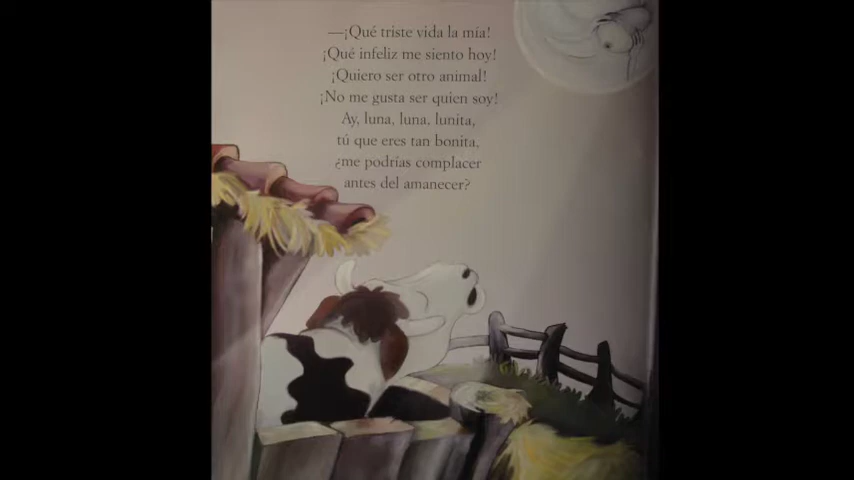 —¡Qué triste vida la mía!
¡Qué infeliz me siento hoy!
¡Quiero ser otro animal!
¡No me gusta ser quien soy!
Ay, luna, luna, lunita,
tú que eres tan bonita,
¿me podrías complacer
antes del amanecer?